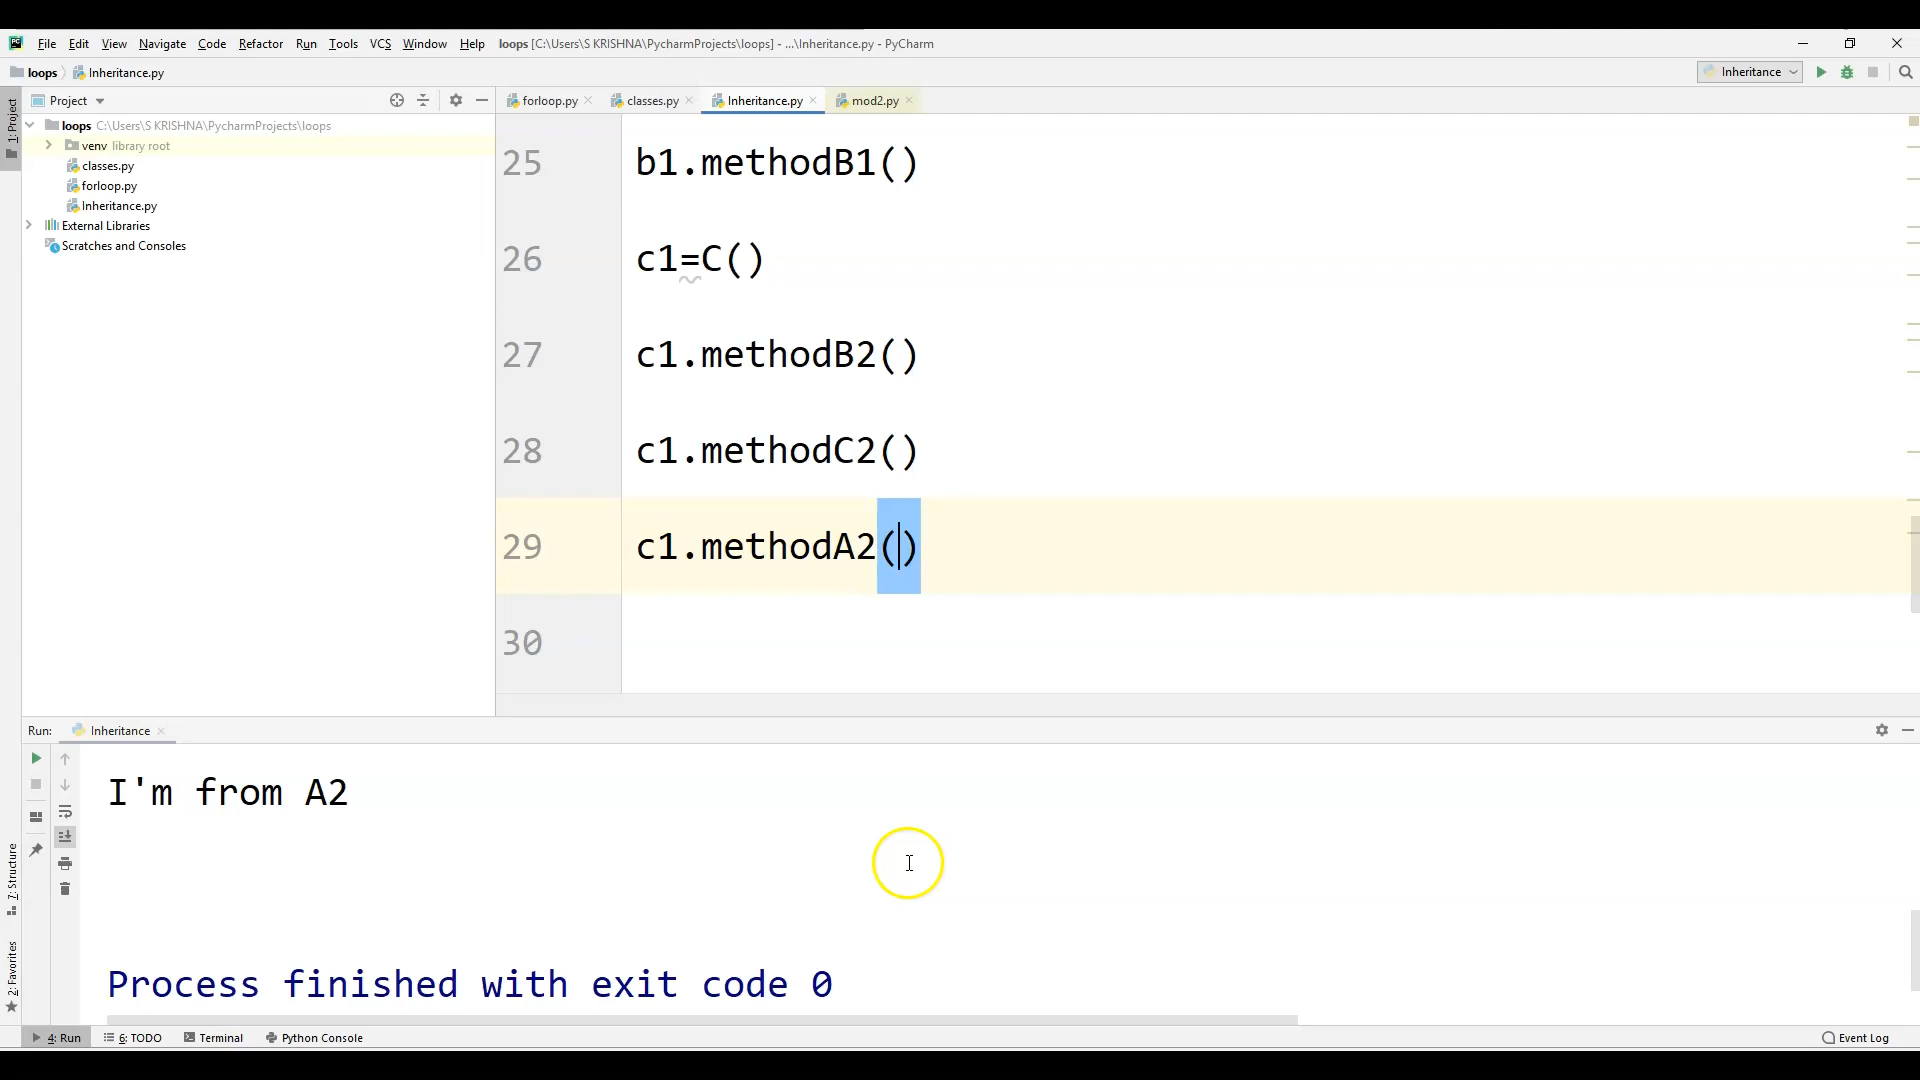 File Edit View Navigate Code Refactor Run Tools VCS Window Help loops [C:\Users\S KRISHNA\PycharmProjects\loops] - ...\Inheritance.py - PyCharm
loops Inheritance.py
Inheritance
1: Project
Project
forloop.py classes.py Inheritance.py mod2.py
loops C:\Users\S KRISHNA\PycharmProjects\loops
venv library root
classes.py
forloop.py
Inheritance.py
External Libraries
Scratches and Consoles
25 b1.methodB1()
26 c1=C()
27 c1.methodB2()
28 c1.methodC2()
29 c1.methodA2()
30
Run: Inheritance
I'm from A2
Process finished with exit code 0
7: Structure
2: Favorites
4: Run 6: TODO Terminal Python Console Event Log